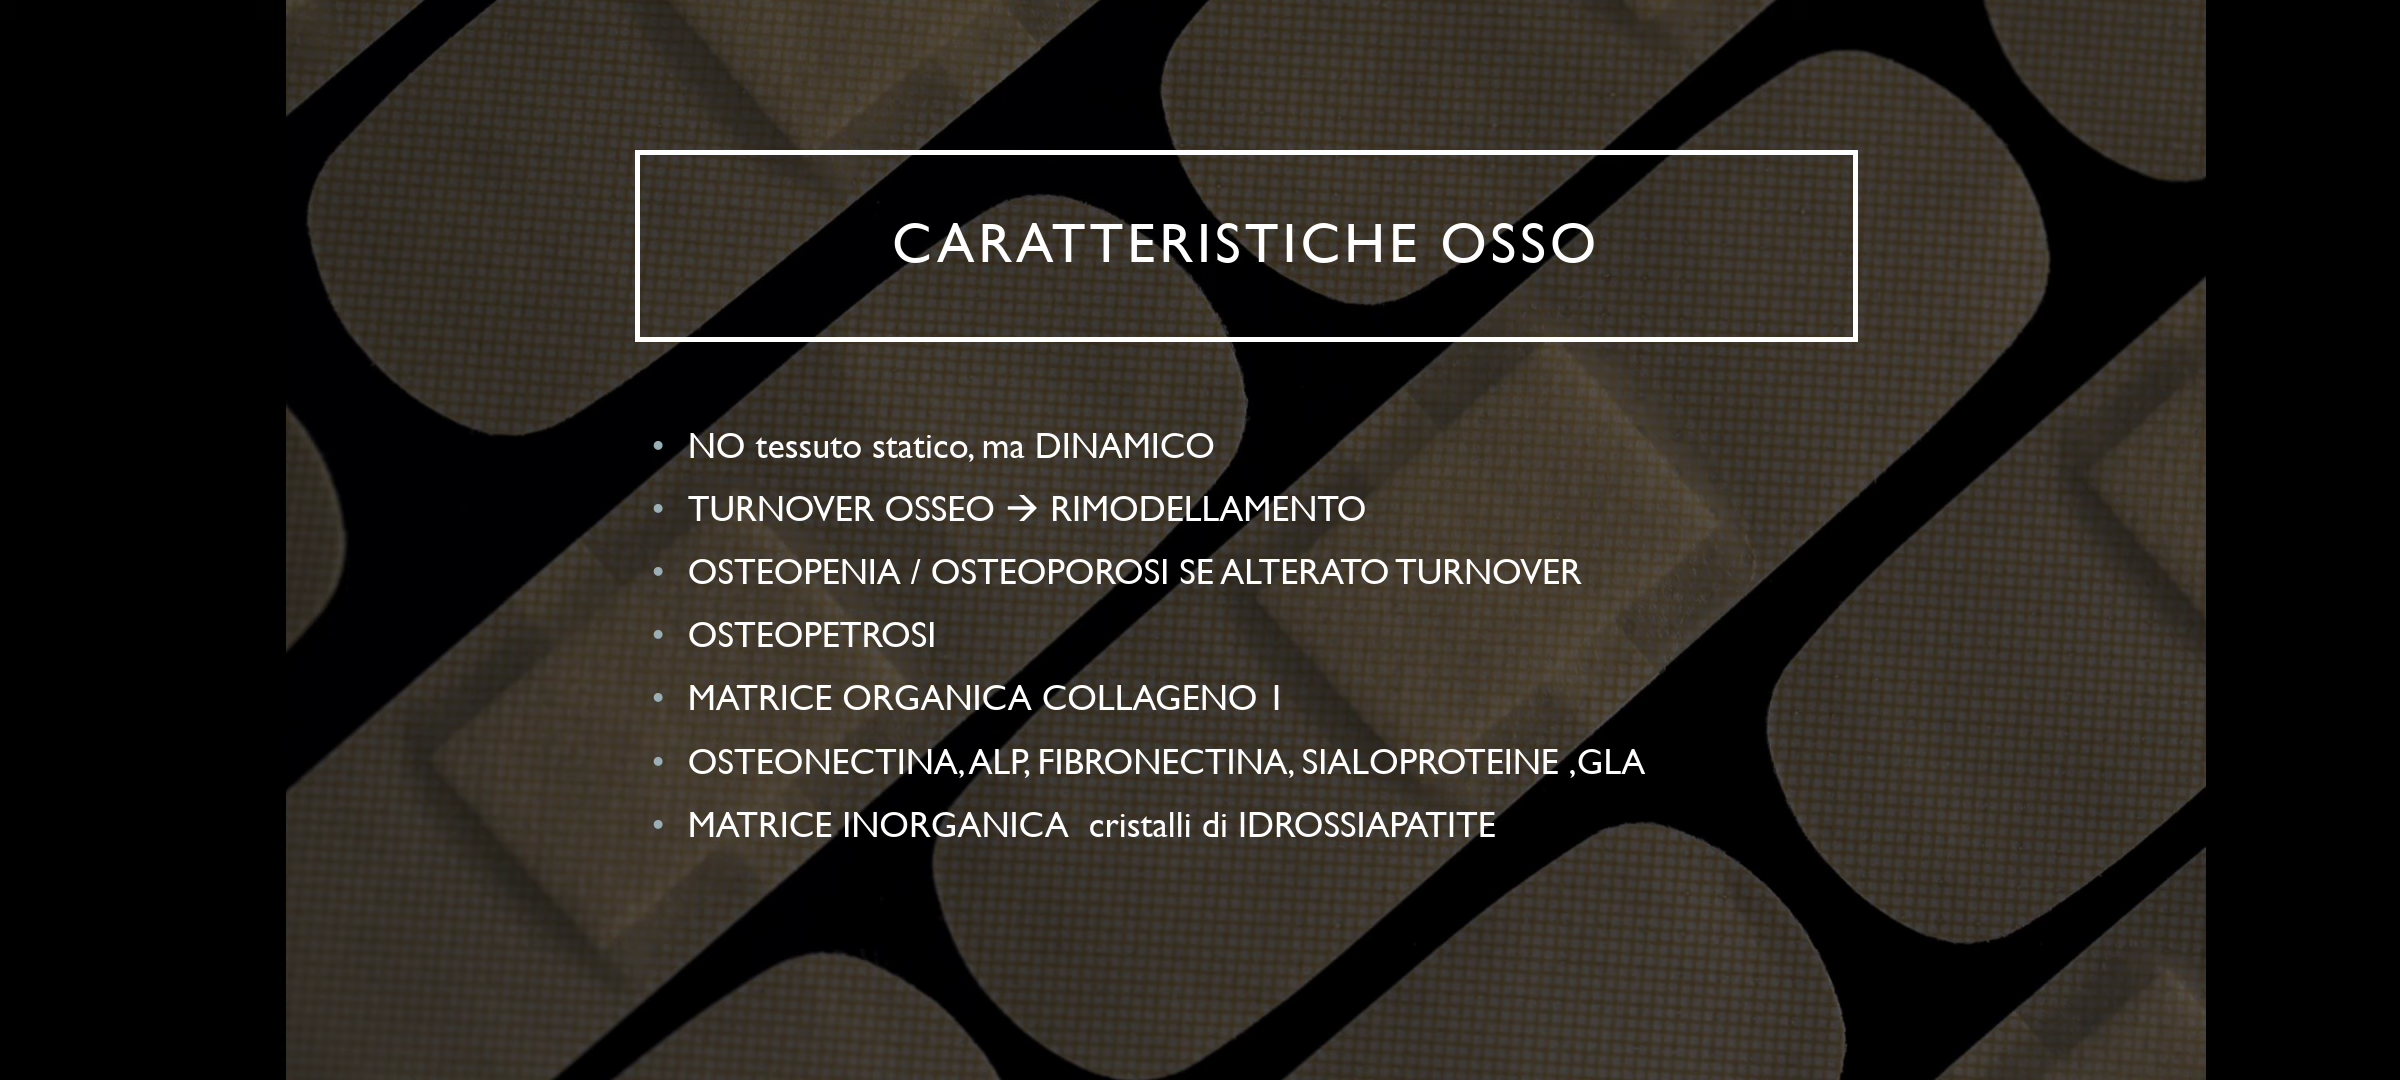 CARATTERISTICHE OSSO
• NO tessuto statico, ma DINAMICO
• TURNOVER OSSEO → RIMODELLAMENTO
• OSTEOPENIA / OSTEOPOROSI SE ALTERATO TURNOVER
• OSTEOPETROSI
• MATRICE ORGANICA COLLAGENO 1
• OSTEONECTINA, ALP, FIBRONECTINA, SIALOPROTEINE ,GLA
• MATRICE INORGANICA cristalli di IDROSSIAPATITE